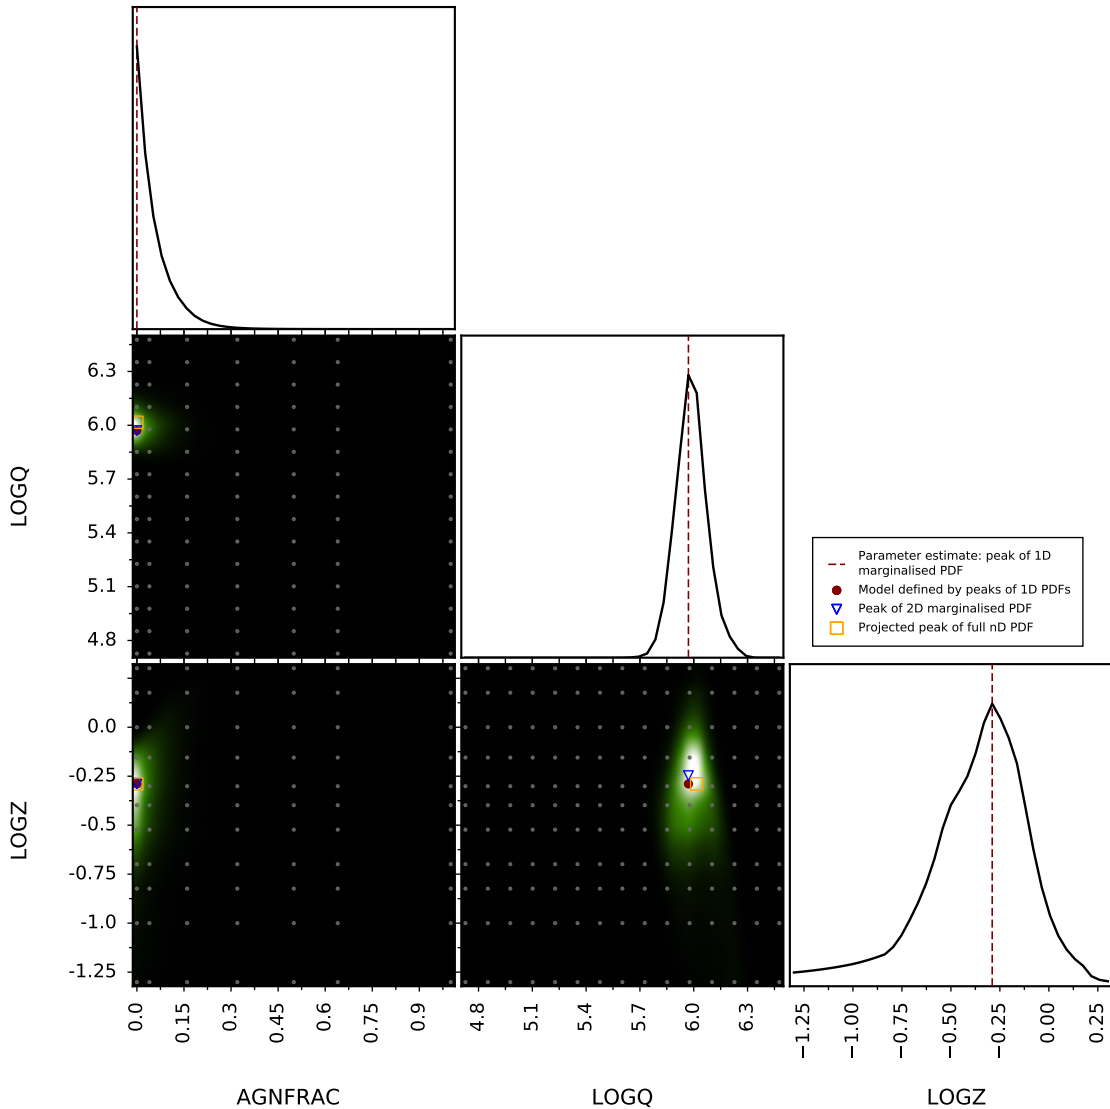 6.3
6.0
5.7
5.4
5.1
4.8
LOGQ
Parameter estimate: peak of 1D
marginalised PDF
Model defined by peaks of 1D PDFs
Peak of 2D marginalised PDF
Projected peak of full nD PDF
0.0
-0.25
-0.5
-0.75
-1.0
-1.25
LOGZ
0.0 0.15 0.3 0.45 0.6 0.75 0.9
4.8 5.1 5.4 5.7 6.0 6.3
−1.25 −1.00 −0.75 −0.50 −0.25 0.00 0.25
AGNFRAC LOGQ LOGZ